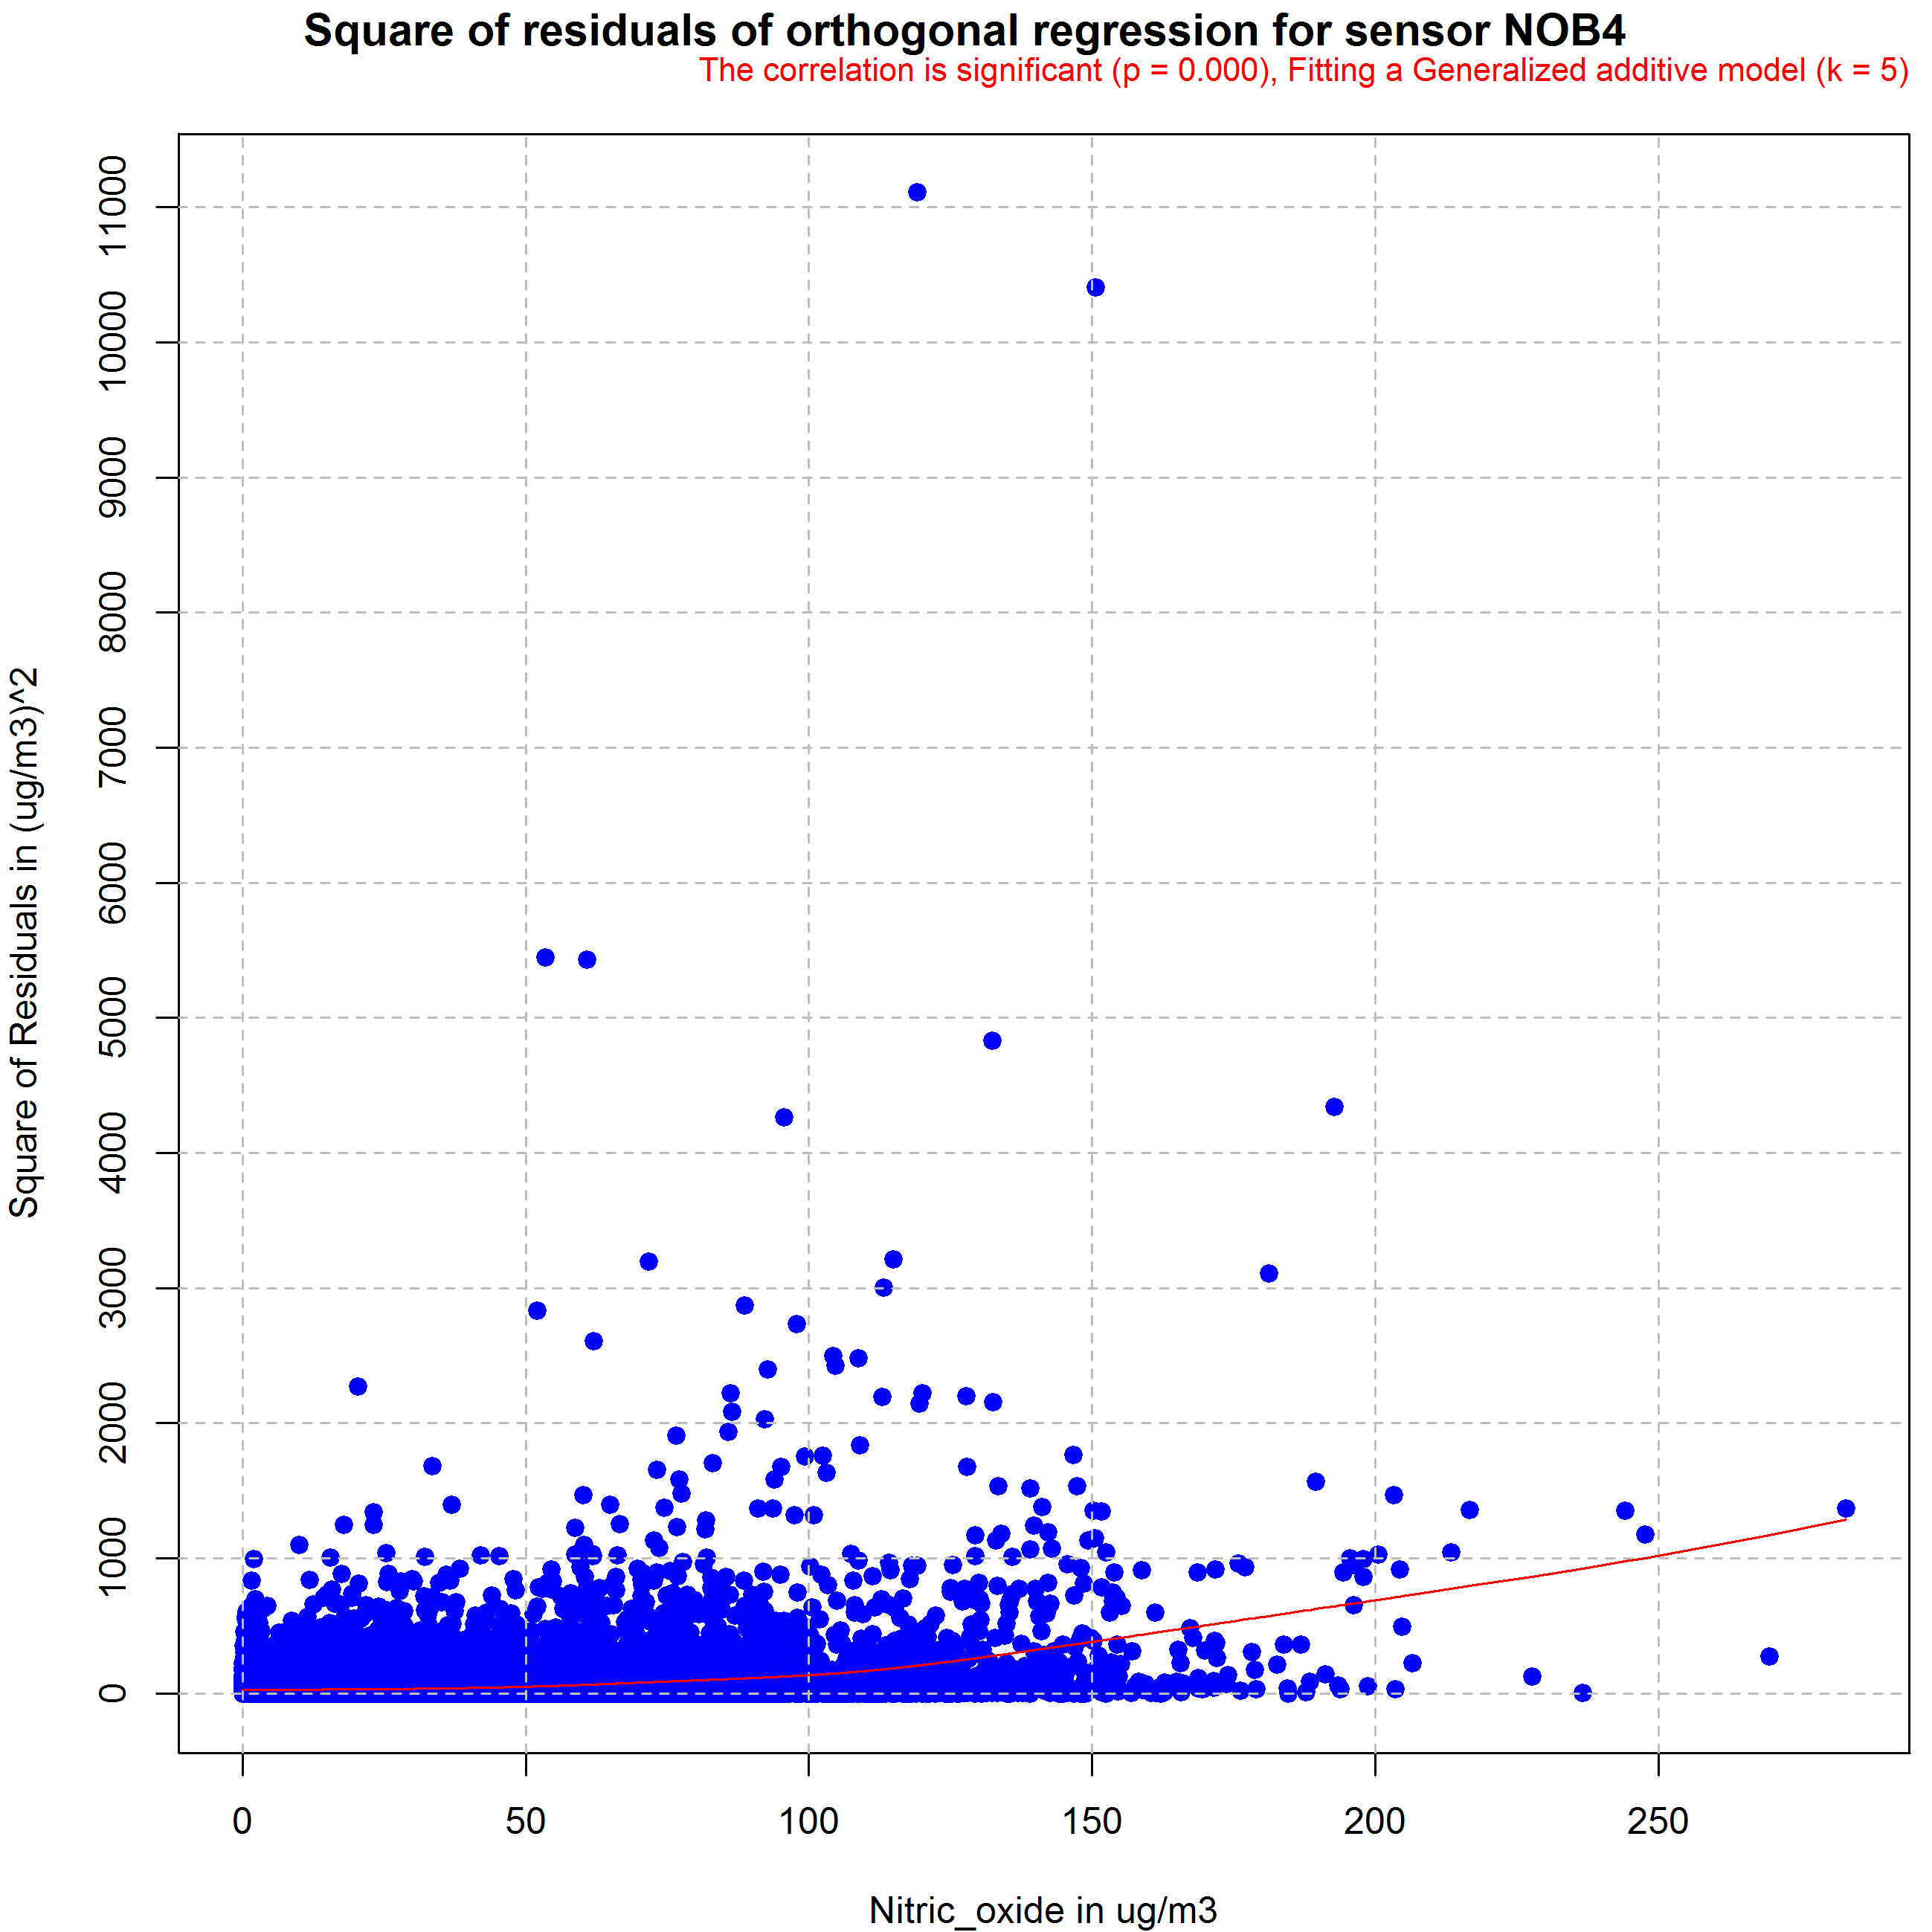 Square of residuals of orthogonal regression for sensor NOB4
The correlation is significant (p = 0.000), Fitting a Generalized additive model (k = 5)
Square of Residuals in (ug/m3)^2
11000
10000
9000
8000
7000
6000
5000
4000
3000
2000
1000
0
0 50 100 150 200 250
Nitric_oxide in ug/m3